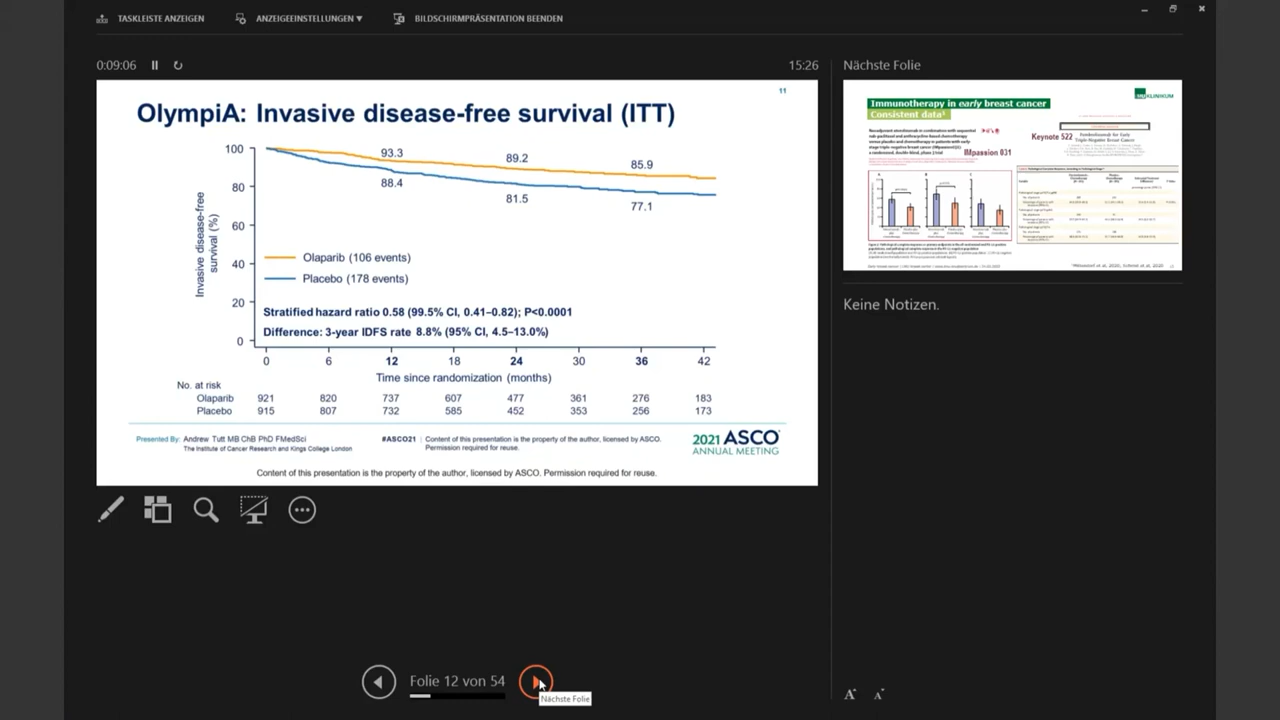 TASKLEISTE ANZEIGEN
ANZEIGEEINSTELLUNGEN ▼
BILDSCHIRMPRÄSENTATION BEENDEN
0:09:06
15:26
11
OlympiA: Invasive disease-free survival (ITT)
Invasive disease-free
survival (%)
100
80
60
40
20
0
93.3
89.2
85.9
88.4
81.5
77.1
Olaparib (106 events)
Placebo (178 events)
Stratified hazard ratio 0.58 (99.5% CI, 0.41–0.82); P<0.0001
Difference: 3-year IDFS rate 8.8% (95% CI, 4.5–13.0%)
0 6 12 18 24 30 36 42
Time since randomization (months)
No. at risk
Olaparib 921 820 737 607 477 361 276 183
Placebo 915 807 732 585 452 353 256 173
Presented By: Andrew Tutt MB ChB PhD FMedSci
The Institute of Cancer Research and Kings College London
#ASCO21 | Content of this presentation is the property of the author, licensed by ASCO.
Permission required for reuse.
2021 ASCO
ANNUAL MEETING
Content of this presentation is the property of the author, licensed by ASCO. Permission required for reuse.
Folie 12 von 54
Nächste Folie
Nächste Folie
KLINIKUM
Immunotherapy in early breast cancer
Consistent data¹
IMpassion 031
Keynote 522
Keine Notizen.
A
A